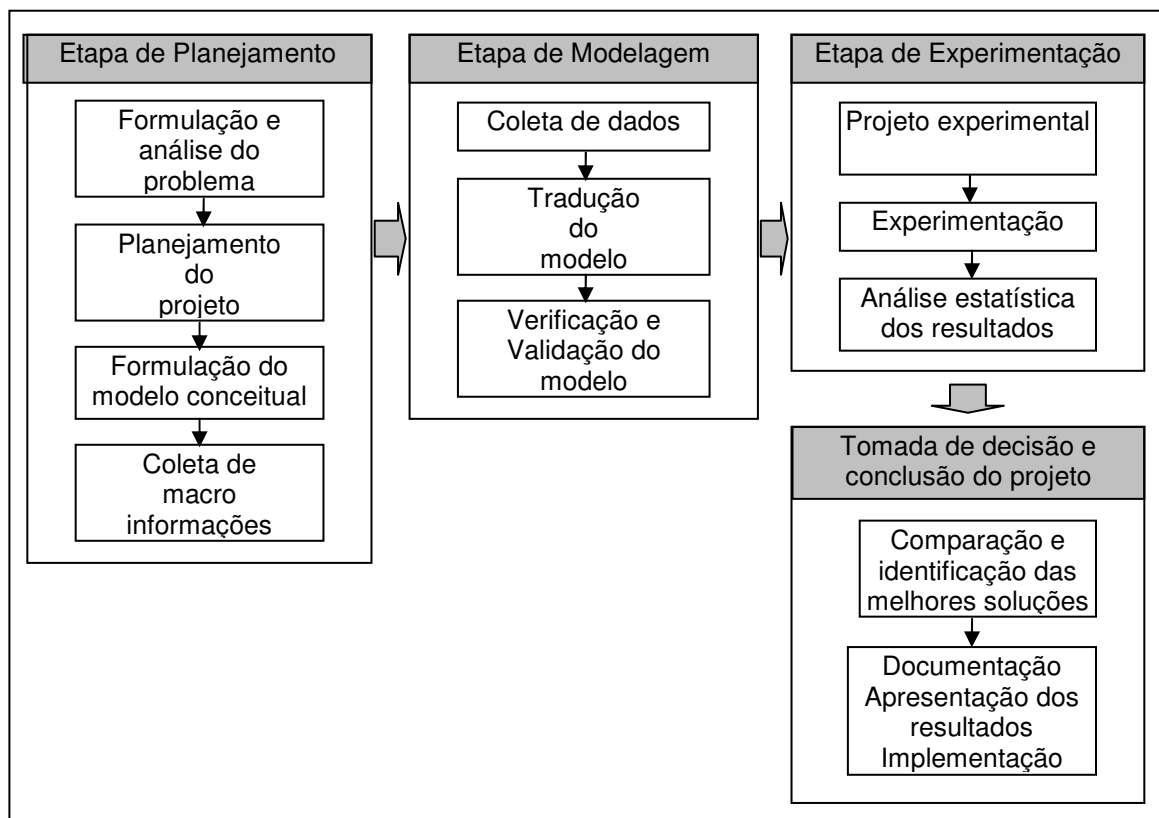 Etapa de Planejamento
Formulação e
análise do
problema
Planejamento
do
projeto
Formulação do
modelo conceitual
Coleta de
macro
informações
Etapa de Modelagem
Coleta de dados
Tradução
do
modelo
Verificação e
Validação do
modelo
Etapa de Experimentação
Projeto experimental
Experimentação
Análise estatística
dos resultados
Tomada de decisão e
conclusão do projeto
Comparação e
identificação das
melhores soluções
Documentação
Apresentação dos
resultados
Implementação